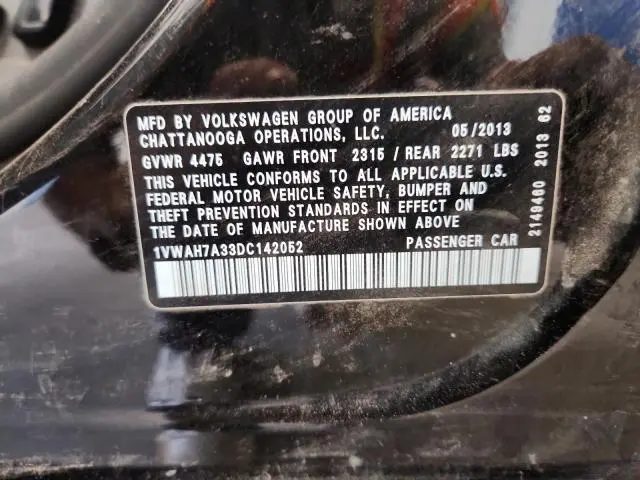 MFD BY VOLKSWAGEN GROUP OF AMERICA
CHATTANOOGA OPERATIONS, LLC. 05/2013
GVWR 4475 GAWR FRONT 2315 / REAR 2271 LBS
THIS VEHICLE CONFORMS TO ALL APPLICABLE U.S.
FEDERAL MOTOR VEHICLE SAFETY, BUMPER AND
THEFT PREVENTION STANDARDS IN EFFECT ON
THE DATE OF MANUFACTURE SHOWN ABOVE
1VWAH7A33DC142052 PASSENGER CAR
2149460 2013 62